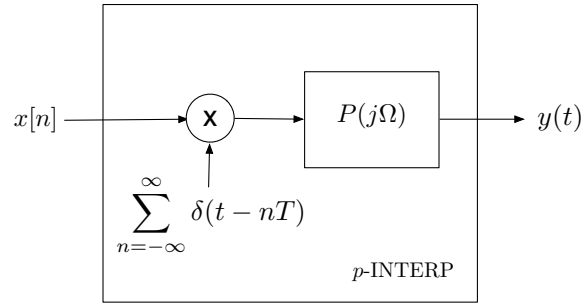 x[n]
X
P(jΩ)
y(t)
∞
∑ δ(t − nT)
n=−∞
p-INTERP